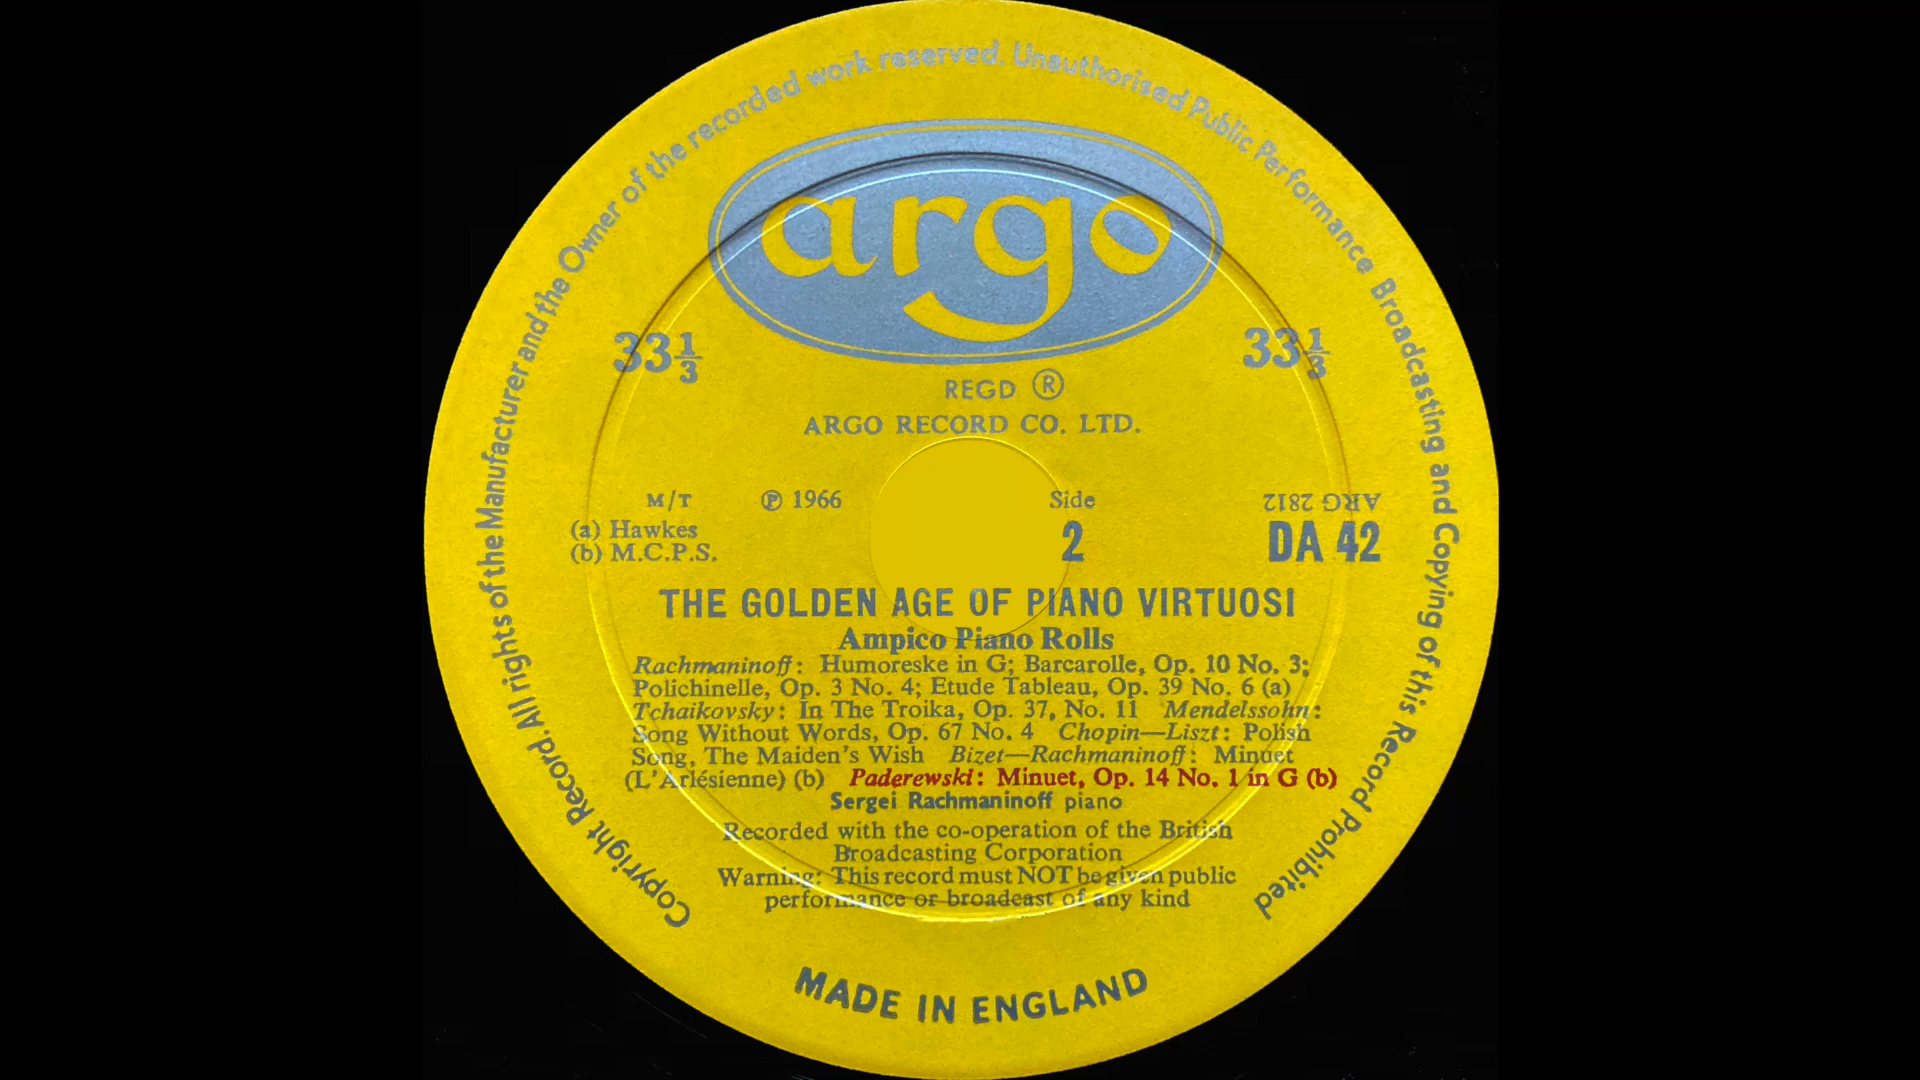 Copyright Record. All rights of the Manufacturer and the Owner of the recorded work reserved. Unauthorised Public Performance Broadcasting and Copying of this Record Prohibited
argo
33⅓
33⅓
REGD ®
ARGO RECORD CO. LTD.
M/T ℗ 1966 Side ARG 2812
(a) Hawkes 2 DA 42
(b) M.C.P.S.
THE GOLDEN AGE OF PIANO VIRTUOSI
Ampico Piano Rolls
Rachmaninoff: Humoreske in G; Barcarolle, Op. 10 No. 3;
Polichinelle, Op. 3 No. 4; Etude Tableau, Op. 39 No. 6 (a)
Tchaikovsky: In The Troika, Op. 37, No. 11 Mendelssohn:
Song Without Words, Op. 67 No. 4 Chopin—Liszt: Polish
Song, The Maiden's Wish Bizet—Rachmaninoff: Minuet
(L'Arlésienne) (b) Paderewski: Minuet, Op. 14 No. 1 in G (b)
Sergei Rachmaninoff piano
Recorded with the co-operation of the British
Broadcasting Corporation
Warning: This record must NOT be given public
performance or broadcast of any kind
MADE IN ENGLAND